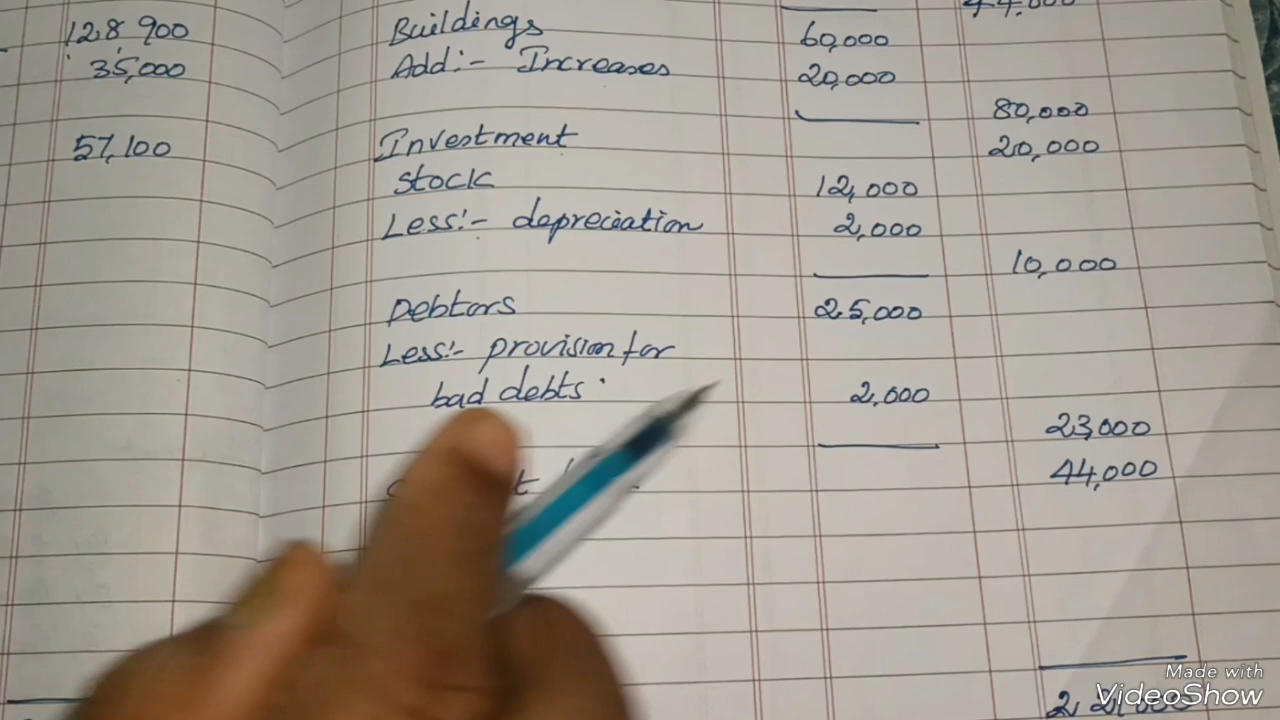 128900 Buildings 60,000
35,000 Add:- Increases 20,000
80,000
57,100 Investment 20,000
Stock 12,000
Less:- depreciation 2,000
10,000
Debtors 25,000
Less:- provision for
bad debts. 2,000
23,000
44,000
Made with
VideoShow